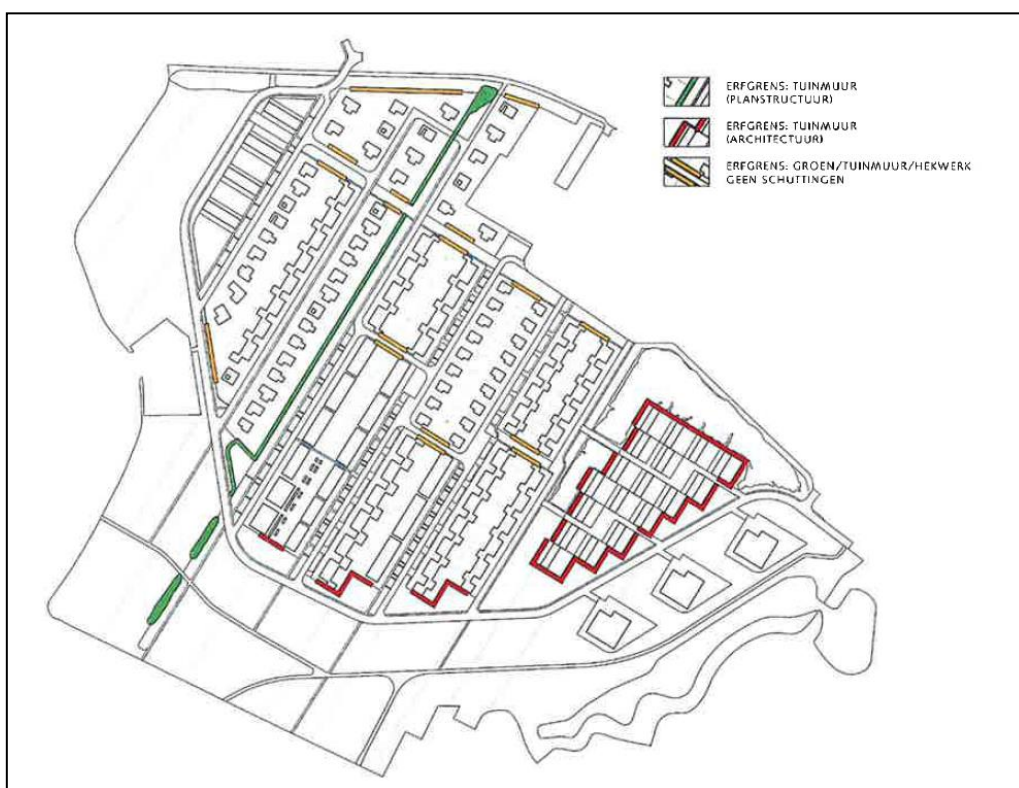 ERFGRENS: TUINMUUR
(PLANSTRUCTUUR)
ERFGRENS: TUINMUUR
(ARCHITECTUUR)
ERFGRENS: GROEN/TUINMUUR/HEKWERK
GEEN SCHUTTINGEN